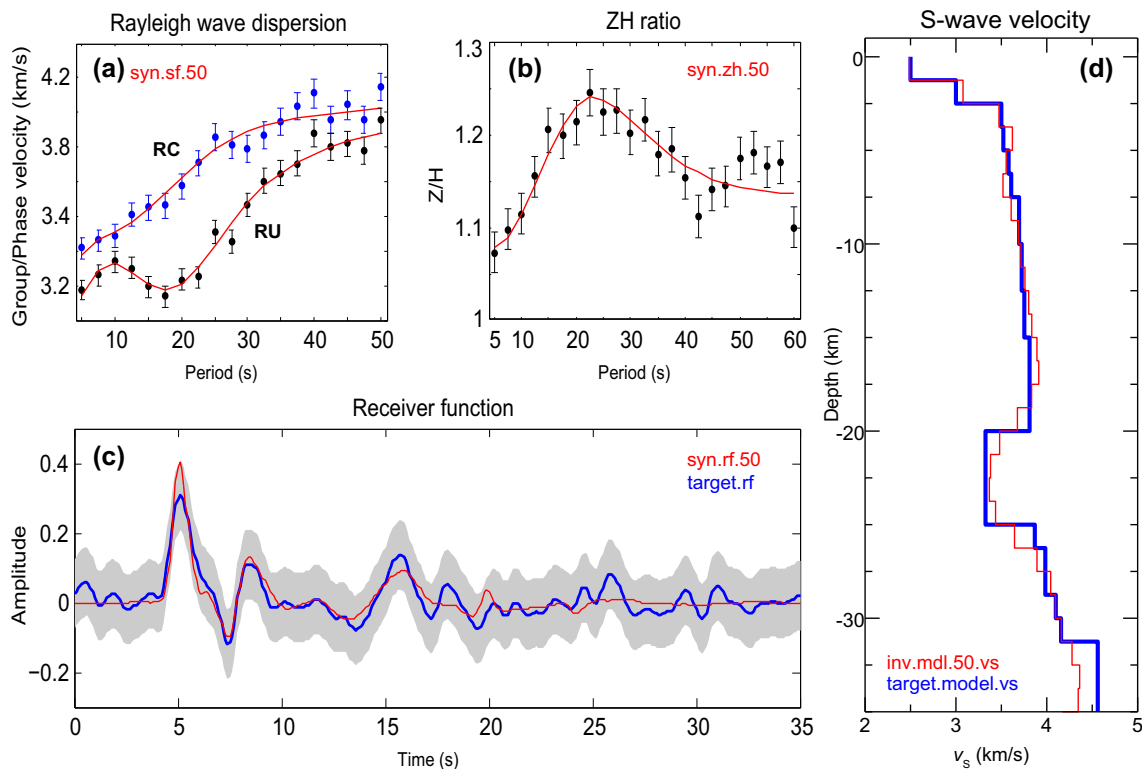 Rayleigh wave dispersion
(a) syn.sf.50
Group/Phase velocity (km/s)
4.2
3.8
3.4
3.2
RC
RU
10 20 30 40 50
Period (s)
ZH ratio
(b) syn.zh.50
Z/H
1.3
1.2
1.1
1
5 10 20 30 40 50 60
Period (s)
Receiver function
(c) syn.rf.50
target.rf
Amplitude
0.4
0.2
0
−0.2
0 5 10 15 20 25 30 35
Time (s)
S-wave velocity
(d)
Depth (km)
0
-10
-20
-30
inv.mdl.50.vs
target.model.vs
2 3 4 5
vs (km/s)